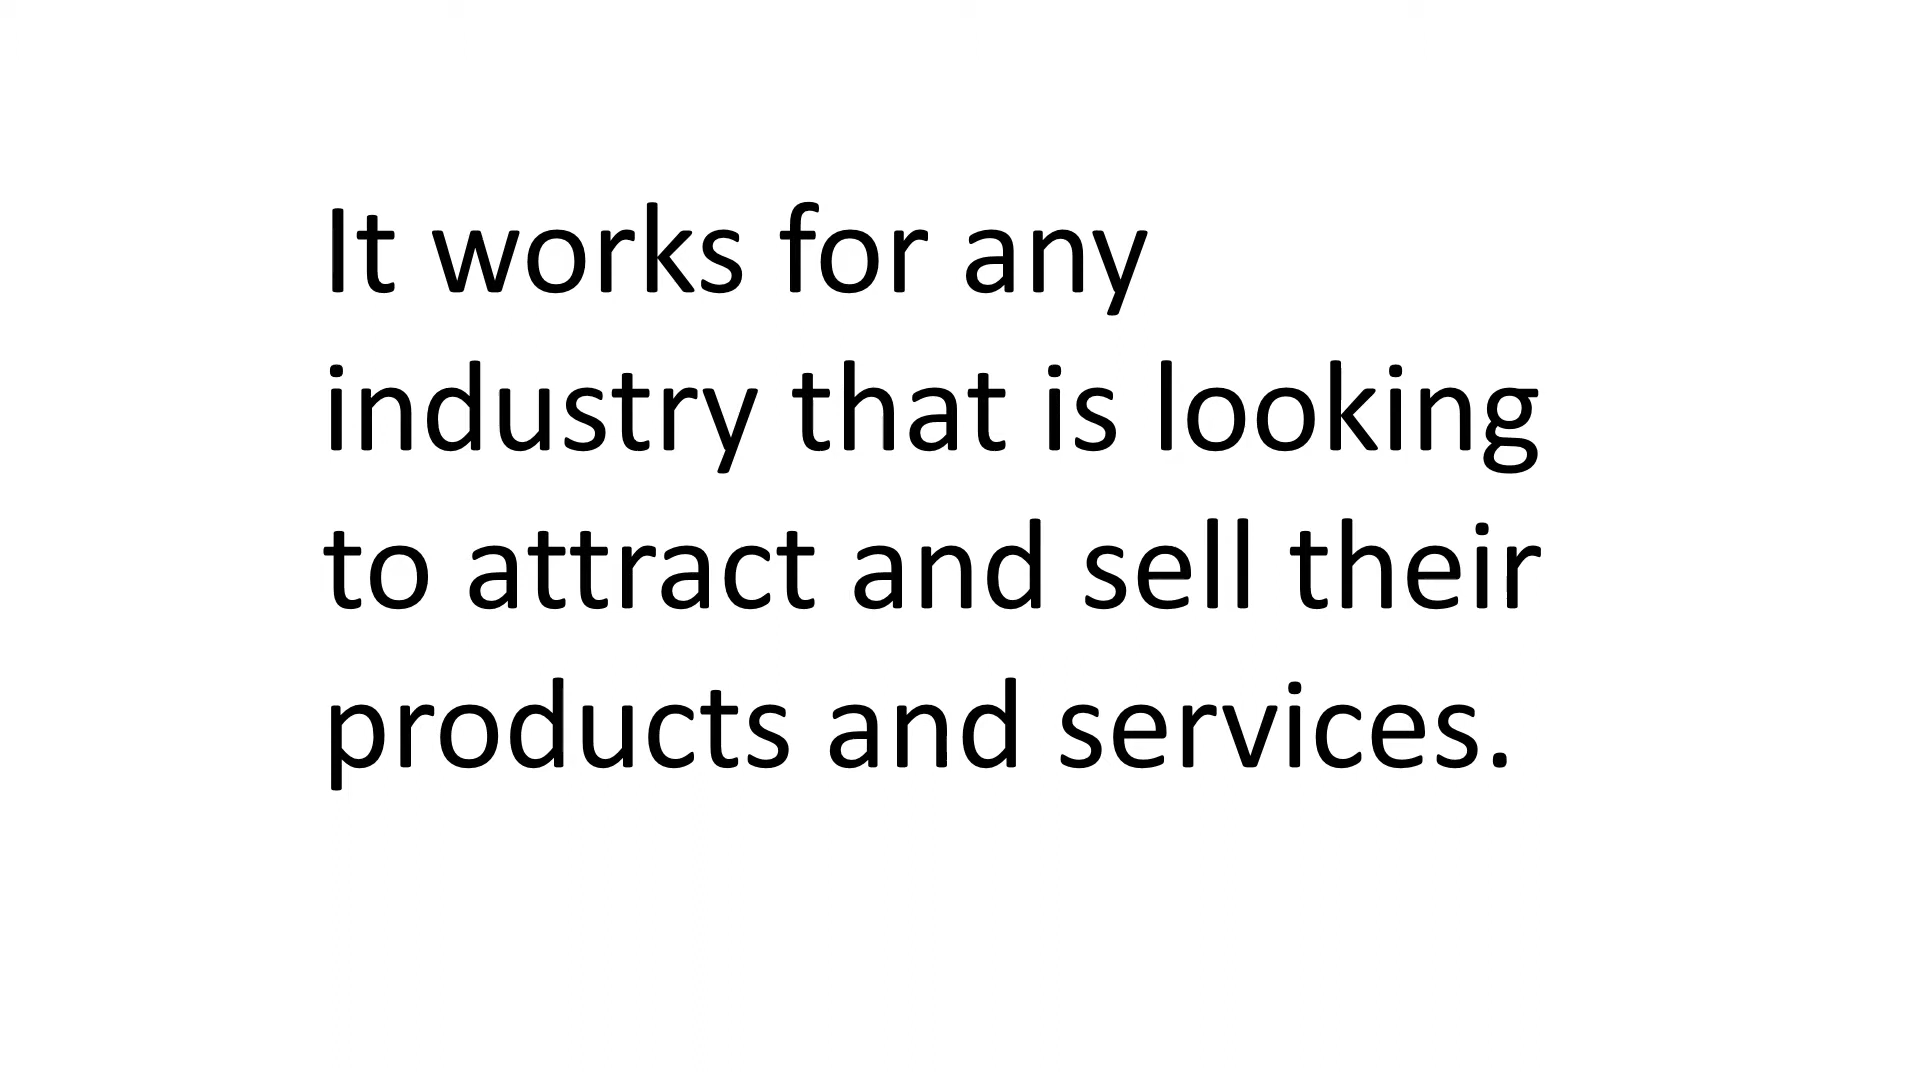 It works for any
industry that is looking
to attract and sell their
products and services.